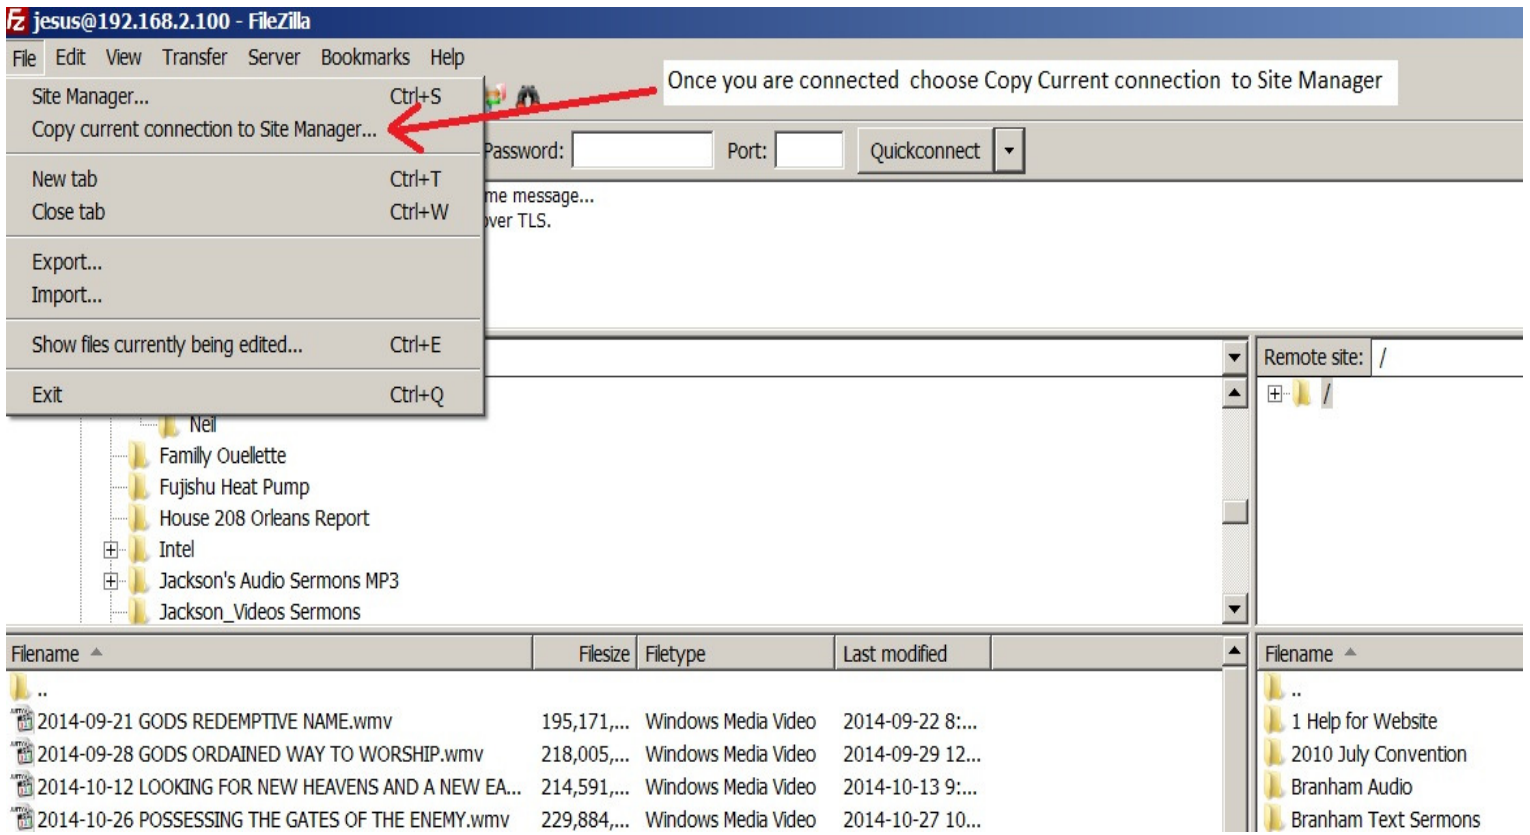 Fz jesus@192.168.2.100 - FileZilla
File Edit View Transfer Server Bookmarks Help
Once you are connected choose Copy Current connection to Site Manager
Site Manager... Ctrl+S
Copy current connection to Site Manager...
New tab Ctrl+T
Close tab Ctrl+W
Export...
Import...
Show files currently being edited... Ctrl+E
Exit Ctrl+Q
Password: Port: Quickconnect
me message...
over TLS.
Remote site: /
/
Neil
Familly Ouellette
Fujishu Heat Pump
House 208 Orleans Report
Intel
Jackson's Audio Sermons MP3
Jackson_Videos Sermons
Filename Filesize Filetype Last modified
..
2014-09-21 GODS REDEMPTIVE NAME.wmv 195,171,... Windows Media Video 2014-09-22 8:...
2014-09-28 GODS ORDAINED WAY TO WORSHIP.wmv 218,005,... Windows Media Video 2014-09-29 12...
2014-10-12 LOOKING FOR NEW HEAVENS AND A NEW EA... 214,591,... Windows Media Video 2014-10-13 9:...
2014-10-26 POSSESSING THE GATES OF THE ENEMY.wmv 229,884,... Windows Media Video 2014-10-27 10...
Filename
..
1 Help for Website
2010 July Convention
Branham Audio
Branham Text Sermons